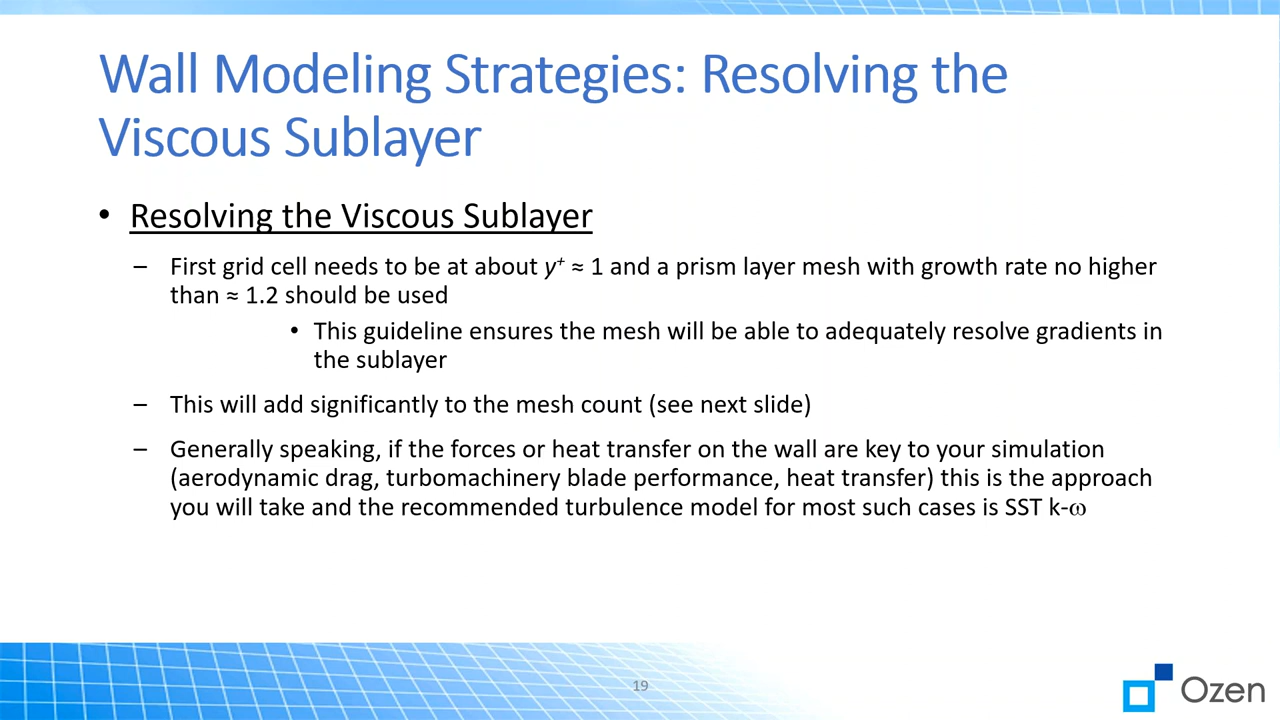 Wall Modeling Strategies: Resolving the
Viscous Sublayer
• Resolving the Viscous Sublayer
– First grid cell needs to be at about y⁺ ≈ 1 and a prism layer mesh with growth rate no higher
than ≈ 1.2 should be used
• This guideline ensures the mesh will be able to adequately resolve gradients in
the sublayer
– This will add significantly to the mesh count (see next slide)
– Generally speaking, if the forces or heat transfer on the wall are key to your simulation
(aerodynamic drag, turbomachinery blade performance, heat transfer) this is the approach
you will take and the recommended turbulence model for most such cases is SST k-ω
19
Ozen